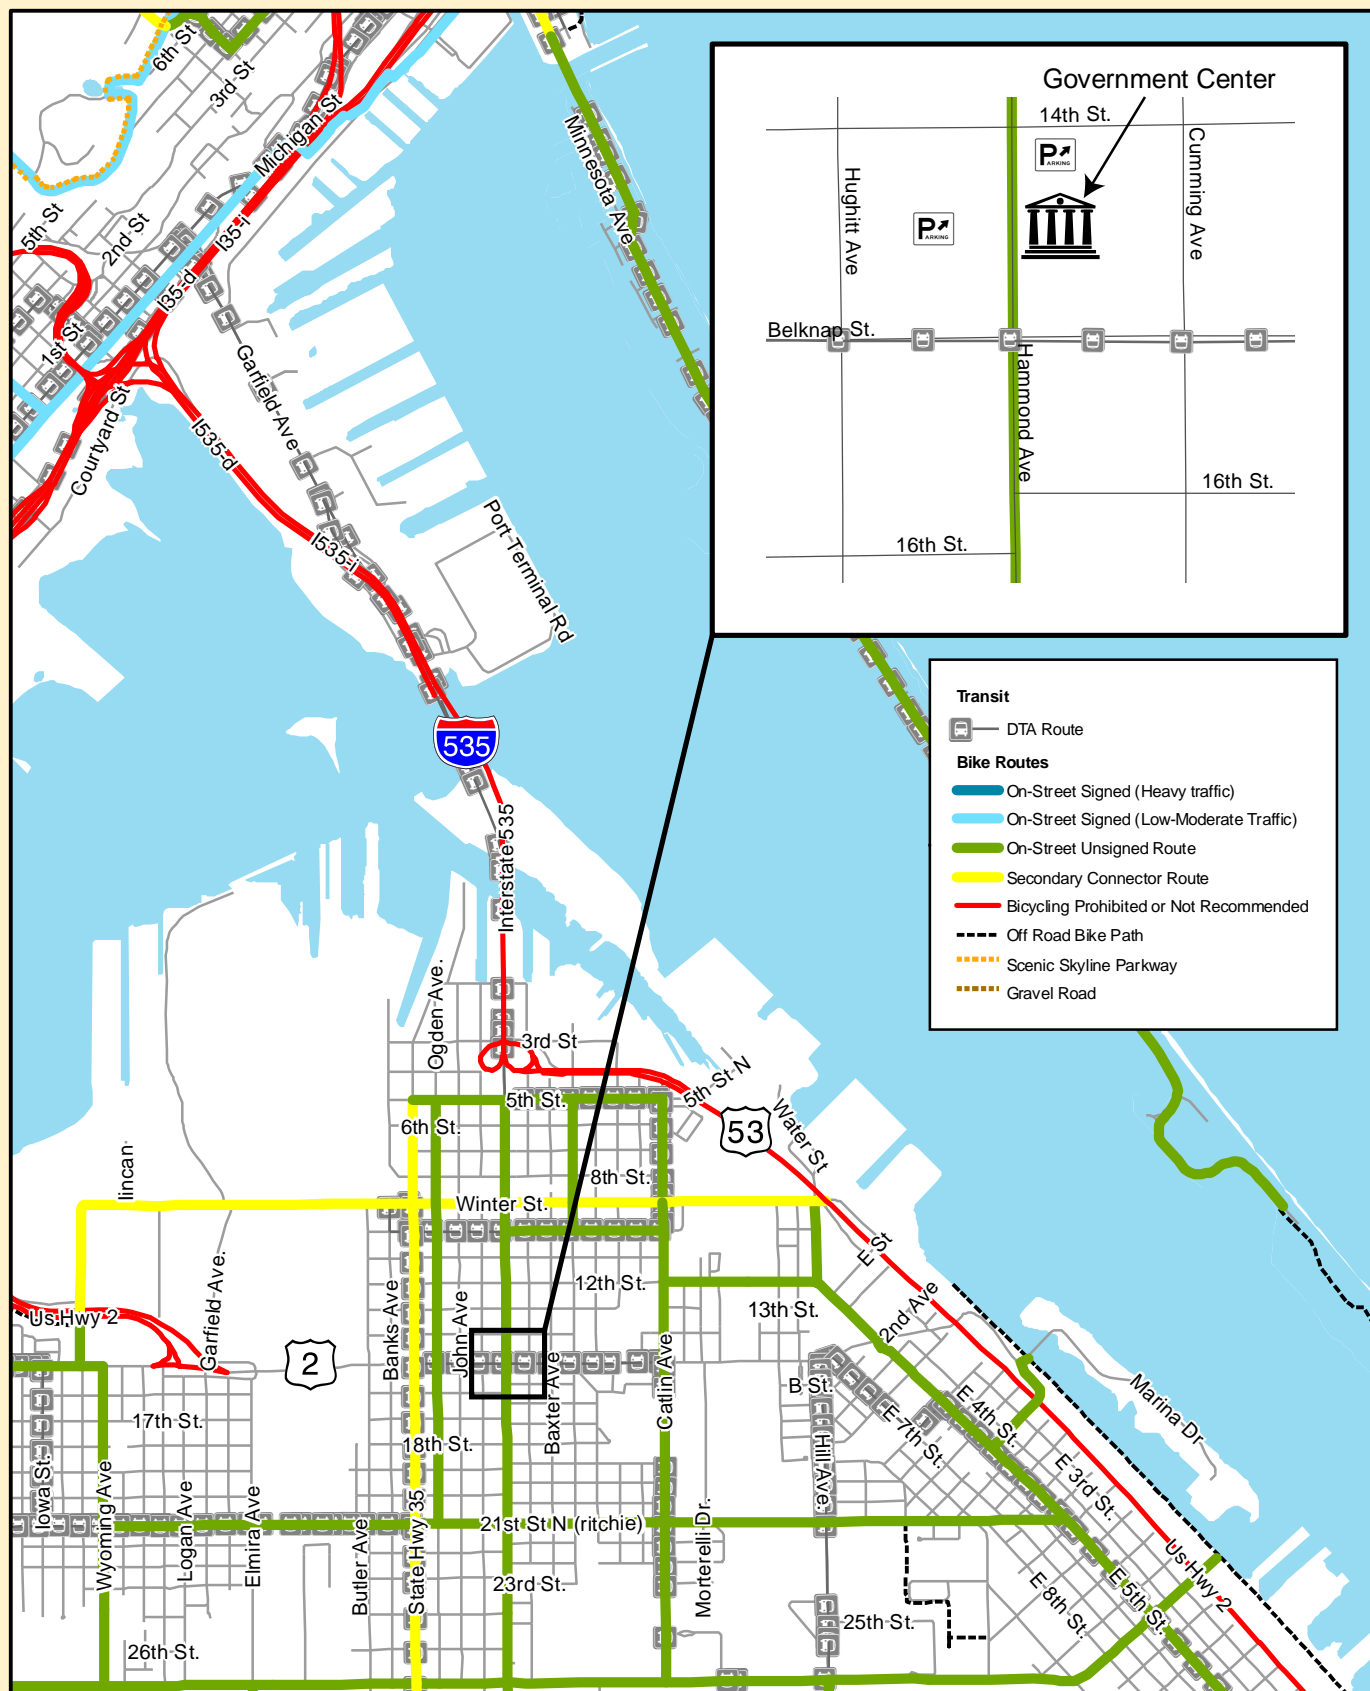 6th St
3rd St
Michigan St
5th St
2nd St
I35-i
I35-d
1st St
Courtyard St
Garfield Ave
I535-d
I535-i
Port Terminal Rd
Minnesota Ave
Government Center
14th St.
P
ARKING
Cumming Ave
Hughitt Ave
P
ARKING
Belknap St.
Hammond Ave
16th St.
16th St.
Transit
DTA Route
Bike Routes
On-Street Signed (Heavy traffic)
On-Street Signed (Low-Moderate Traffic)
On-Street Unsigned Route
Secondary Connector Route
Bicycling Prohibited or Not Recommended
Off Road Bike Path
Scenic Skyline Parkway
Gravel Road
535
Interstate 535
Ogden Ave.
3rd St
5th St N
5th St.
6th St.
53
Water St
lincan
8th St.
Winter St.
E St
Garfield Ave.
Banks Ave
John Ave
12th St.
13th St.
2nd Ave
Us Hwy 2
2
Baxter Ave
Catlin Ave
B St.
E 4th St.
Marina Dr
17th St.
18th St.
E 7th St.
Hill Ave.
E 3rd St.
Iowa St.
Wyoming Ave
Logan Ave
Elmira Ave
Butler Ave
State Hwy 35
21st St N (ritchie)
Morterelli Dr.
23rd St.
Us Hwy 2
E 5th St.
E 8th St.
25th St.
26th St.